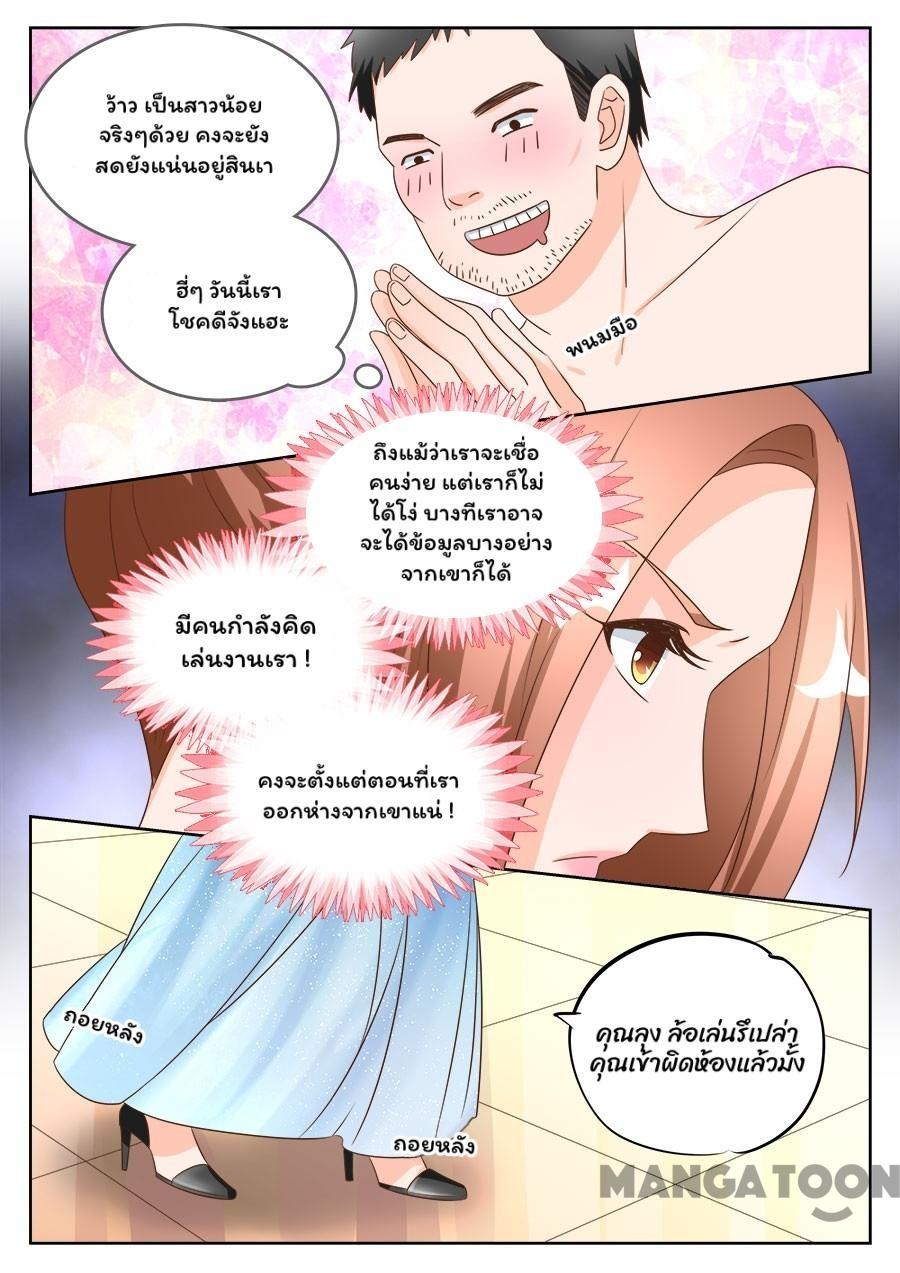 ว้าว เป็นสาวน้อย
จริงๆด้วย คงจะยัง
สดยังแน่นอยู่สินเา
ฮี่ๆ วันนี้เรา
โชคดีจังแฮะ
พนมมือ
ถึงแม้ว่าเราจะเชื่อ
คนง่าย แต่เราก็ไม่
ได้โง่ บางทีเราอาจ
จะได้ข้อมูลบางอย่าง
จากเขาก็ได้
มีคนกำลังคิด
เล่นงานเรา !
คงจะตั้งแต่ตอนที่เรา
ออกห่างจากเขาแน่ !
ถอยหลัง
ถอยหลัง
คุณลุง ล้อเล่นรึเปล่า
คุณเข้าผิดห้องแล้วมั้ง
MANGATOON